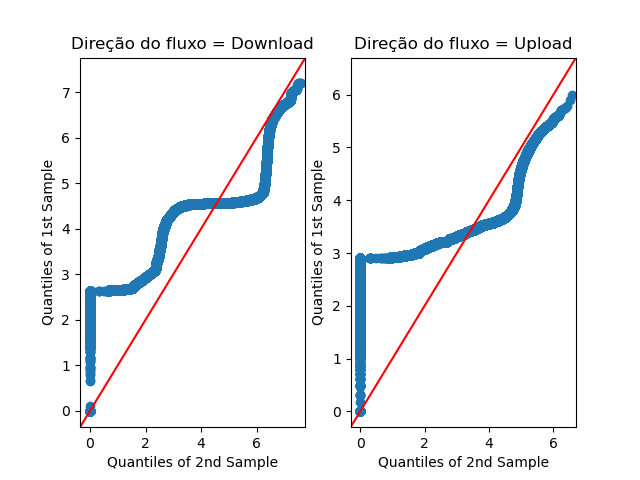 Direção do fluxo = Download
Quantiles of 1st Sample
7
6
5
4
3
2
1
0
0 2 4 6
Quantiles of 2nd Sample
Direção do fluxo = Upload
Quantiles of 1st Sample
6
5
4
3
2
1
0
0 2 4 6
Quantiles of 2nd Sample